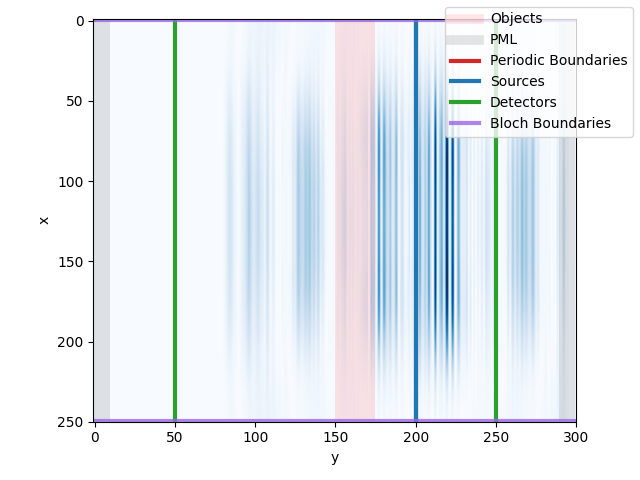 Objects
PML
Periodic Boundaries
Sources
Detectors
Bloch Boundaries
0
50
100
150
200
250
x
0
50
100
150
200
250
300
y